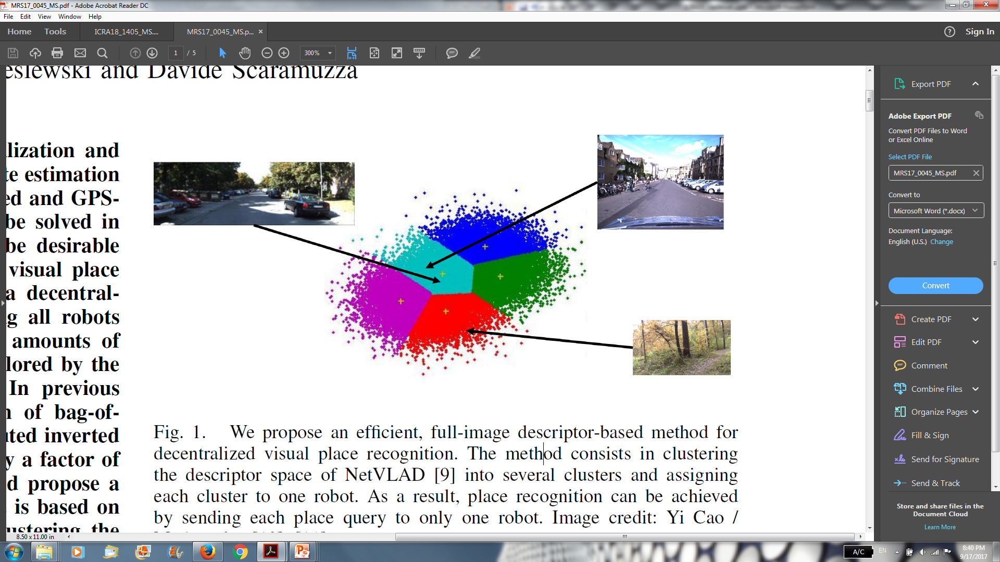 MRS17_0045_MS.pdf - Adobe Acrobat Reader DC
File Edit View Window Help
Home Tools ICRA18_1405_MS.... MRS17_0045_MS.p... × Sign In
1 / 5 300%
eslewski and Davide Scaramuzza
lization and
te estimation
ed and GPS-
be solved in
be desirable
visual place
a decentral-
g all robots
amounts of
lored by the
In previous
n of bag-of-
uted inverted
y a factor of
d propose a
is based on
ustering the
Fig. 1. We propose an efficient, full-image descriptor-based method for
decentralized visual place recognition. The method consists in clustering
the descriptor space of NetVLAD [9] into several clusters and assigning
each cluster to one robot. As a result, place recognition can be achieved
by sending each place query to only one robot. Image credit: Yi Cao /
8.50 x 11.00 in
Export PDF
Adobe Export PDF
Convert PDF Files to Word
or Excel Online
Select PDF File
MRS17_0045_MS.pdf
Convert to
Microsoft Word (*.docx)
Document Language:
English (U.S.) Change
Convert
Create PDF
Edit PDF
Comment
Combine Files
Organize Pages
Fill & Sign
Send for Signature
Send & Track
Store and share files in the
Document Cloud
Learn More
A/C EN
8:40 PM
9/17/2017